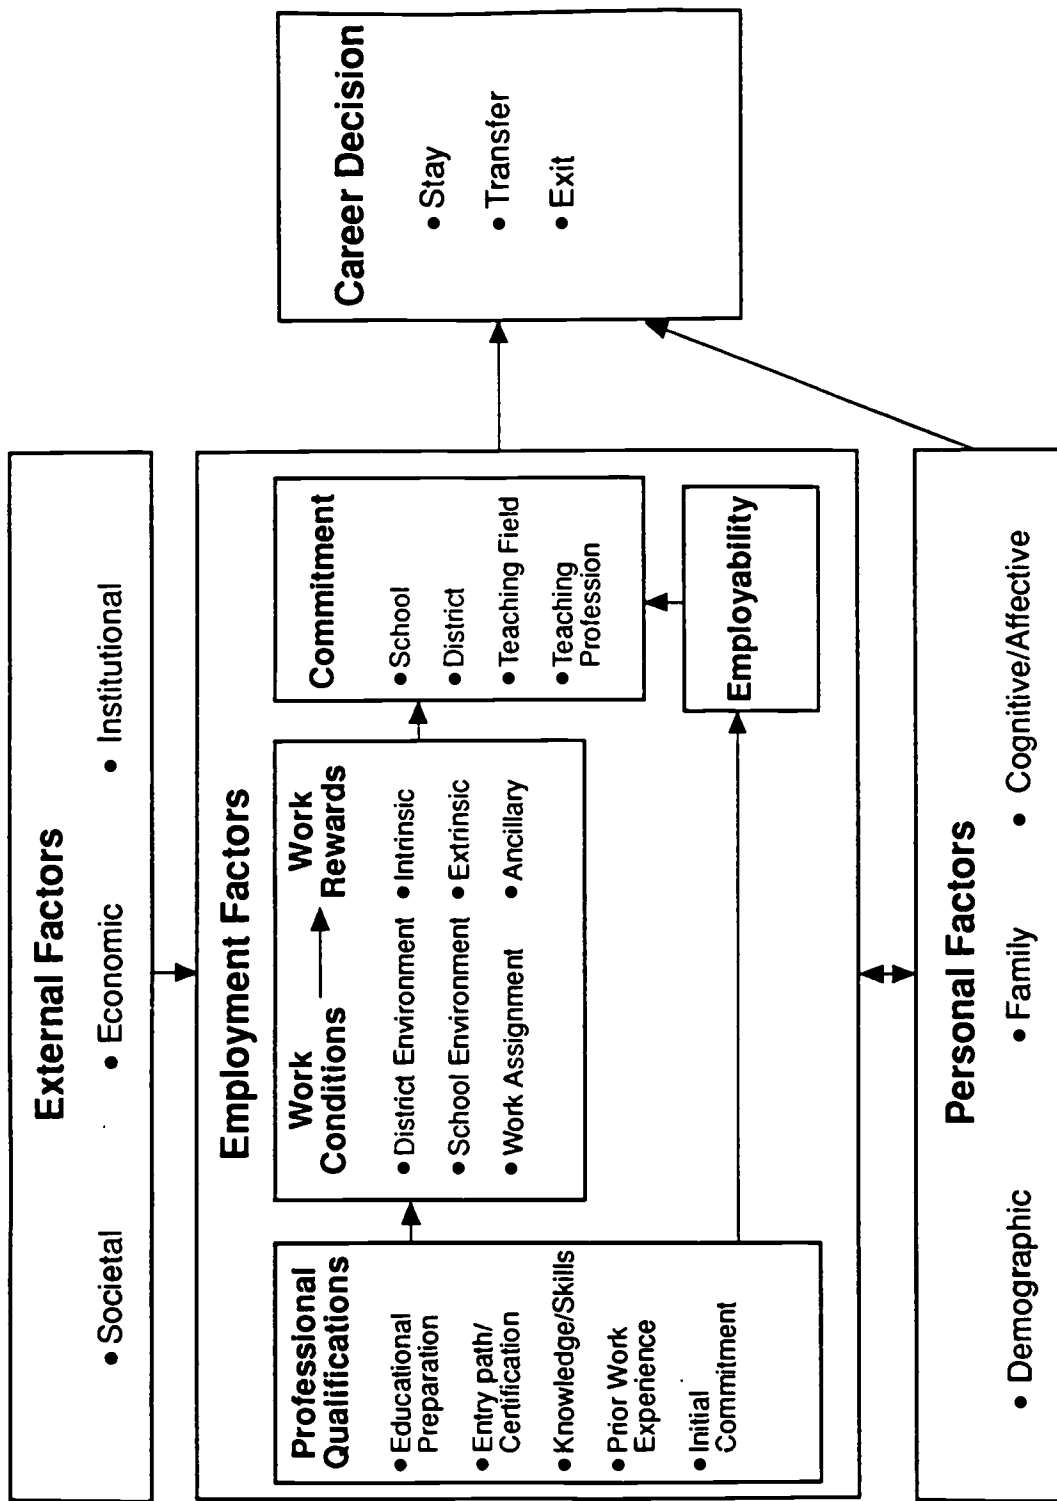 External Factors
● Societal
● Economic
● Institutional
Employment Factors
Professional
Qualifications
● Educational
Preparation
● Entry path/
Certification
● Knowledge/Skills
● Prior Work
Experience
● Initial
Commitment
Work
Conditions
● District Environment
● School Environment
● Work Assignment
Work
Rewards
● Intrinsic
● Extrinsic
● Ancillary
Commitment
● School
● District
● Teaching Field
● Teaching
Profession
Employability
Career Decision
● Stay
● Transfer
● Exit
Personal Factors
● Demographic
● Family
● Cognitive/Affective